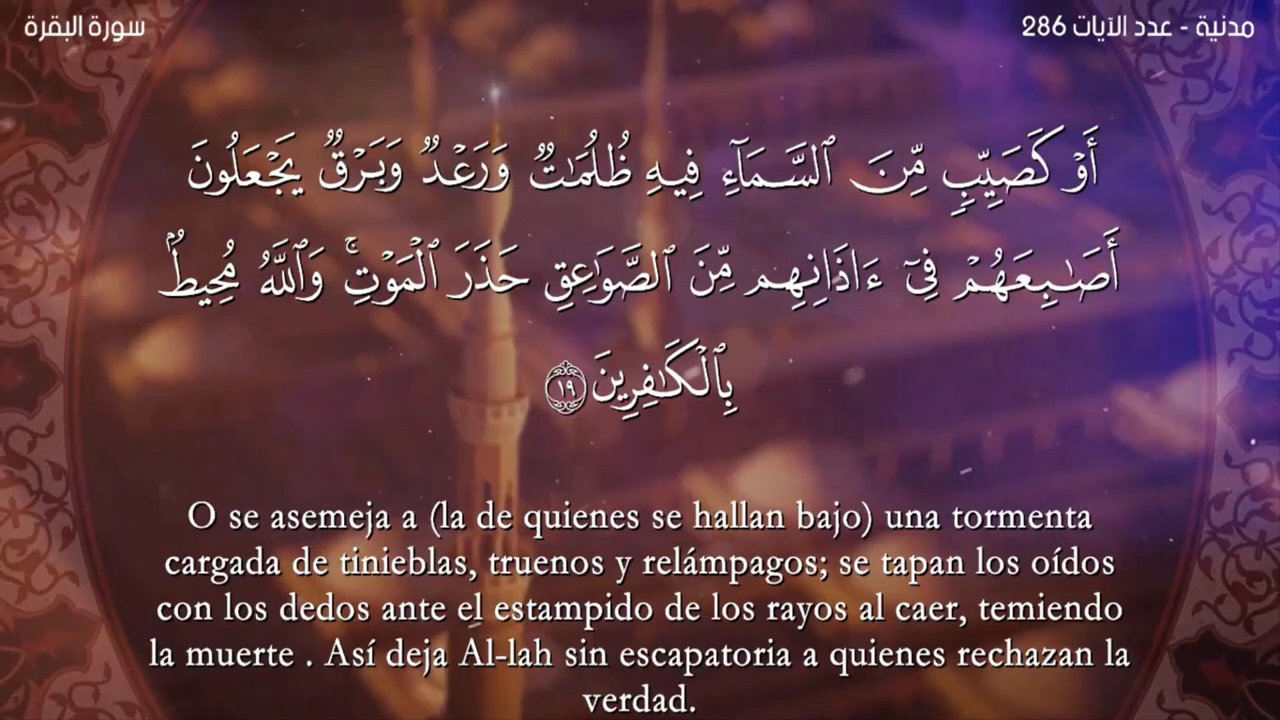 سورة البقرة
مدنية - عدد الآيات 286
أَوْ كَصَيِّبٍ مِّنَ ٱلسَّمَآءِ فِيهِ ظُلُمَـٰتٌ وَرَعْدٌ وَبَرْقٌ يَجْعَلُونَ
أَصَـٰبِعَهُمْ فِىٓ ءَاذَانِهِم مِّنَ ٱلصَّوَٰعِقِ حَذَرَ ٱلْمَوْتِ ۚ وَٱللَّهُ مُحِيطٌۢ
بِٱلْكَـٰفِرِينَ ١٩
O se asemeja a (la de quienes se hallan bajo) una tormenta
cargada de tinieblas, truenos y relámpagos; se tapan los oídos
con los dedos ante el estampido de los rayos al caer, temiendo
la muerte . Así deja Al-lah sin escapatoria a quienes rechazan la
verdad.